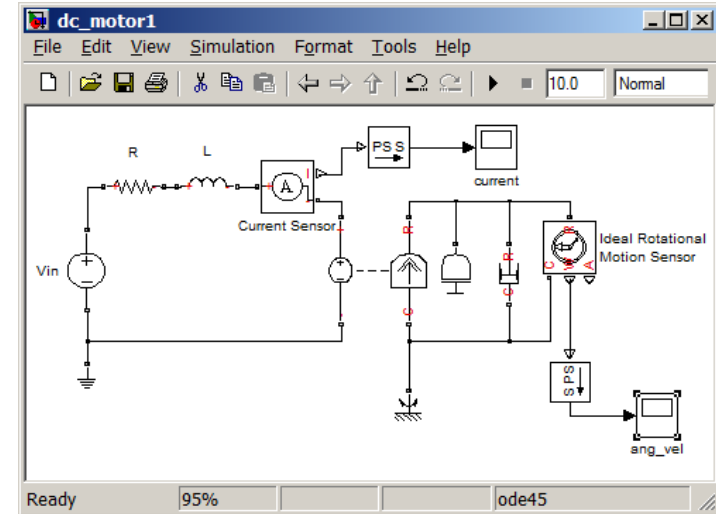 dc_motor1
File Edit View Simulation Format Tools Help
10.0 Normal
R L
PS S
current
A
I
Current Sensor
Vin
R
C
R
C
R
C W A
Ideal Rotational
Motion Sensor
S PS
ang_vel
Ready 95% ode45